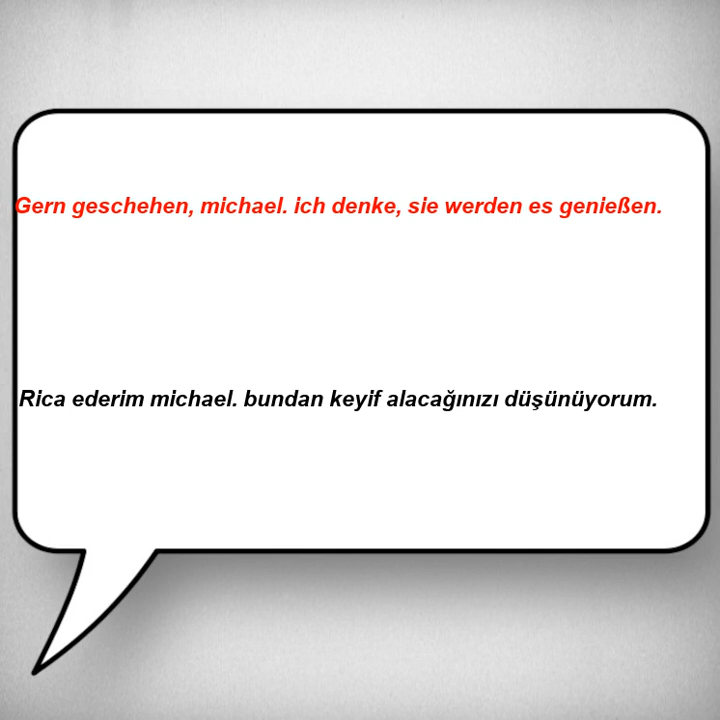 Gern geschehen, michael. ich denke, sie werden es genießen.
Rica ederim michael. bundan keyif alacağınızı düşünüyorum.